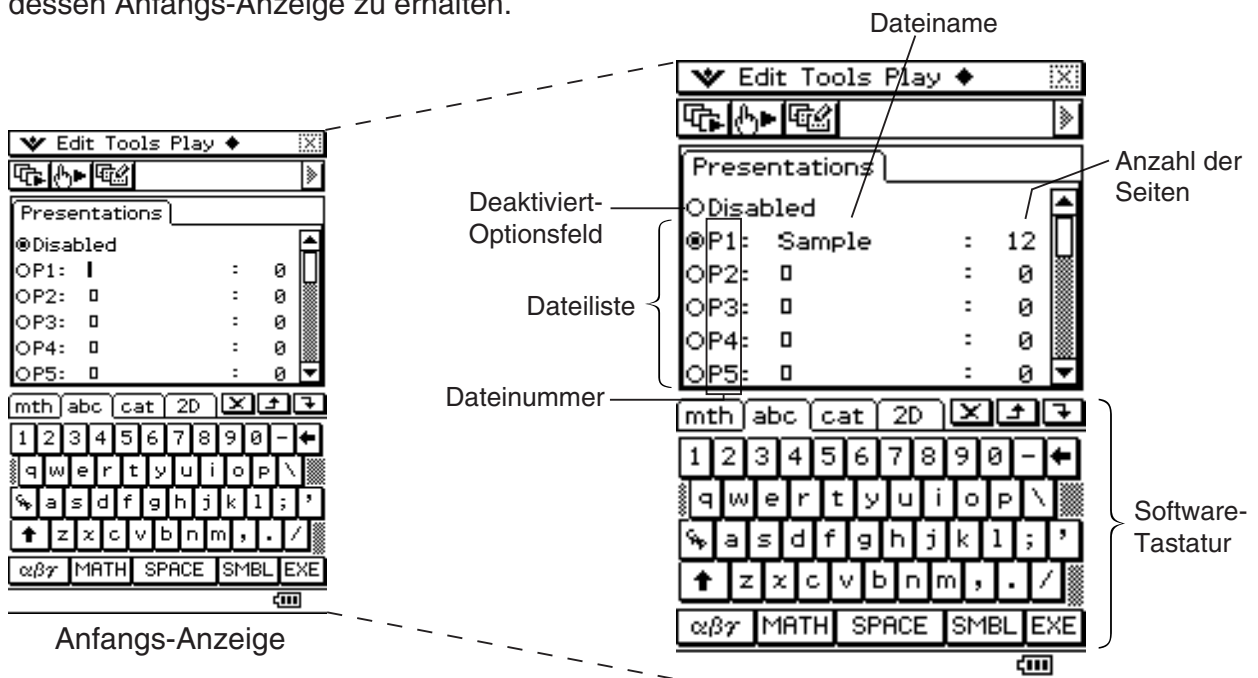 dessen Anfangs-Anzeige zu erhalten.
Edit Tools Play
Presentations
Disabled
P1: : 0
P2: : 0
P3: : 0
P4: : 0
P5: : 0
mth abc cat 2D
1 2 3 4 5 6 7 8 9 0 -
q w e r t y u i o p \
a s d f g h j k l ; '
z x c v b n m , . /
αβγ MATH SPACE SMBL EXE
Anfangs-Anzeige
Dateiname
Edit Tools Play
Presentations
Anzahl der
Seiten
Deaktiviert-
Optionsfeld
Disabled
P1: Sample : 12
P2: : 0
Dateiliste
P3: : 0
P4: : 0
P5: : 0
Dateinummer
mth abc cat 2D
1 2 3 4 5 6 7 8 9 0 -
q w e r t y u i o p \
a s d f g h j k l ; '
z x c v b n m , . /
αβγ MATH SPACE SMBL EXE
Software-
Tastatur